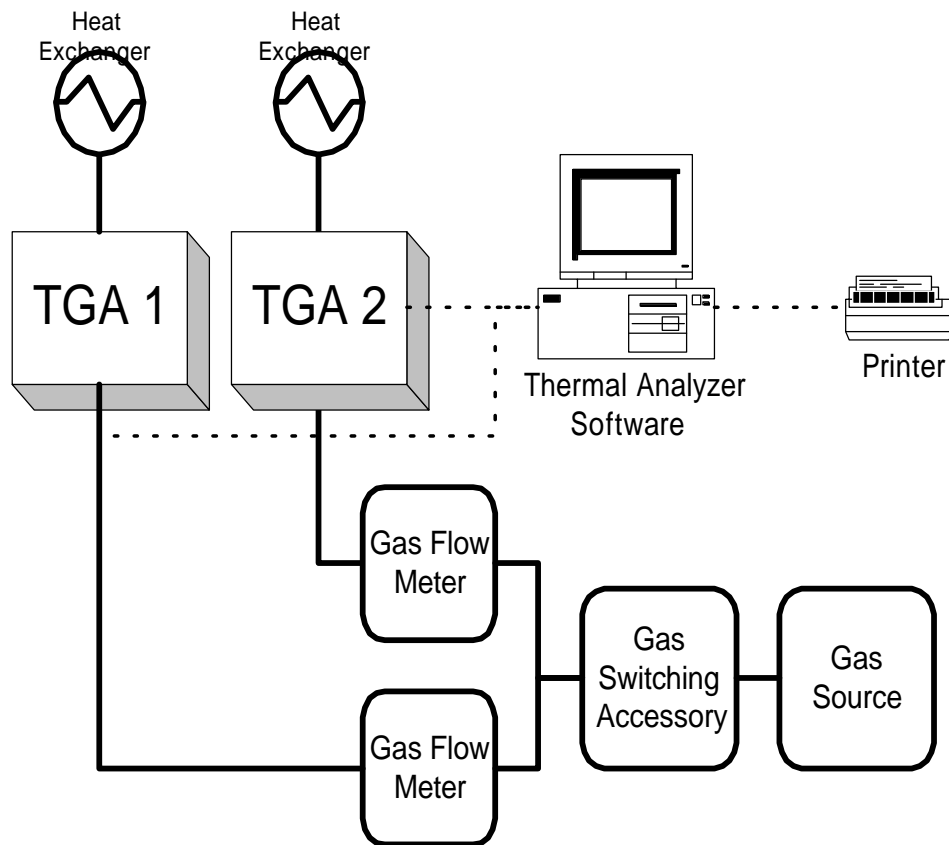 Heat
Exchanger
Heat
Exchanger
TGA 1
TGA 2
Thermal Analyzer
Software
Printer
Gas Flow
Meter
Gas
Switching
Accessory
Gas
Source
Gas Flow
Meter